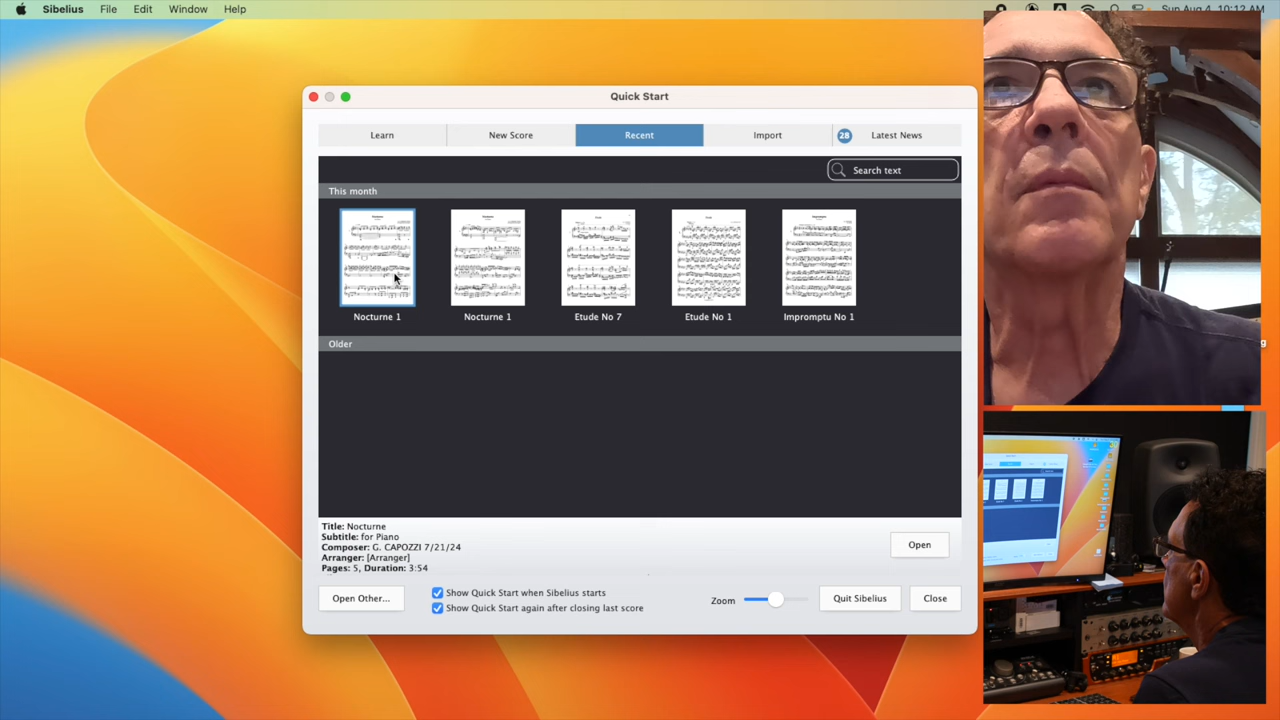 Sibelius File Edit Window Help Sun Aug 4 10:12 AM
Quick Start
Learn New Score Recent Import 28 Latest News
Search text
This month
Nocturne 1 Nocturne 1 Etude No 7 Etude No 1 Impromptu No 1
Older
Title: Nocturne
Subtitle: for Piano
Composer: G. CAPOZZI 7/21/24
Arranger: [Arranger]
Pages: 5, Duration: 3:54
Open
Open Other...
Show Quick Start when Sibelius starts
Show Quick Start again after closing last score
Zoom
Quit Sibelius
Close